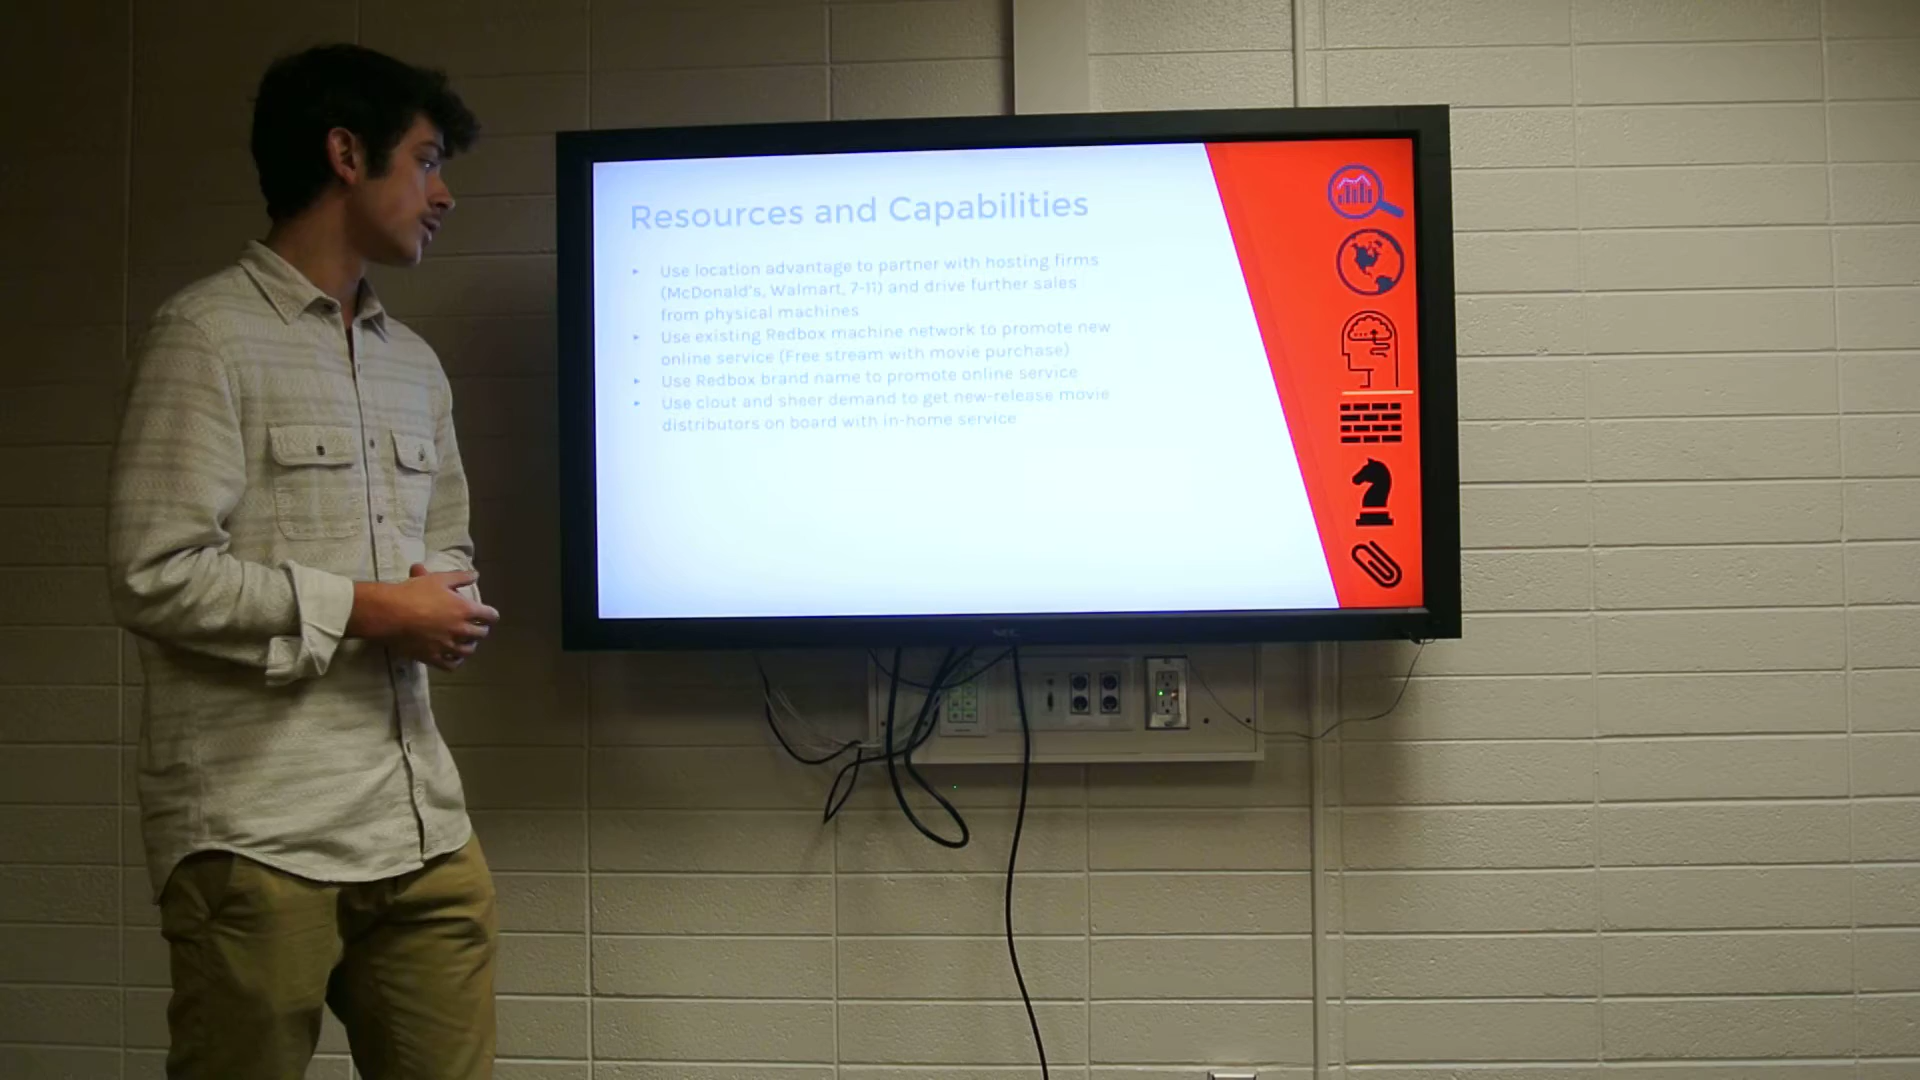 Resources and Capabilities
Use location advantage to partner with hosting firms
(McDonald's, Walmart, 7-11) and drive further sales
from physical machines
Use existing Redbox machine network to promote new
online service (Free stream with movie purchase)
Use Redbox brand name to promote online service
Use clout and sheer demand to get new-release movie
distributors on board with in-home service
NEC